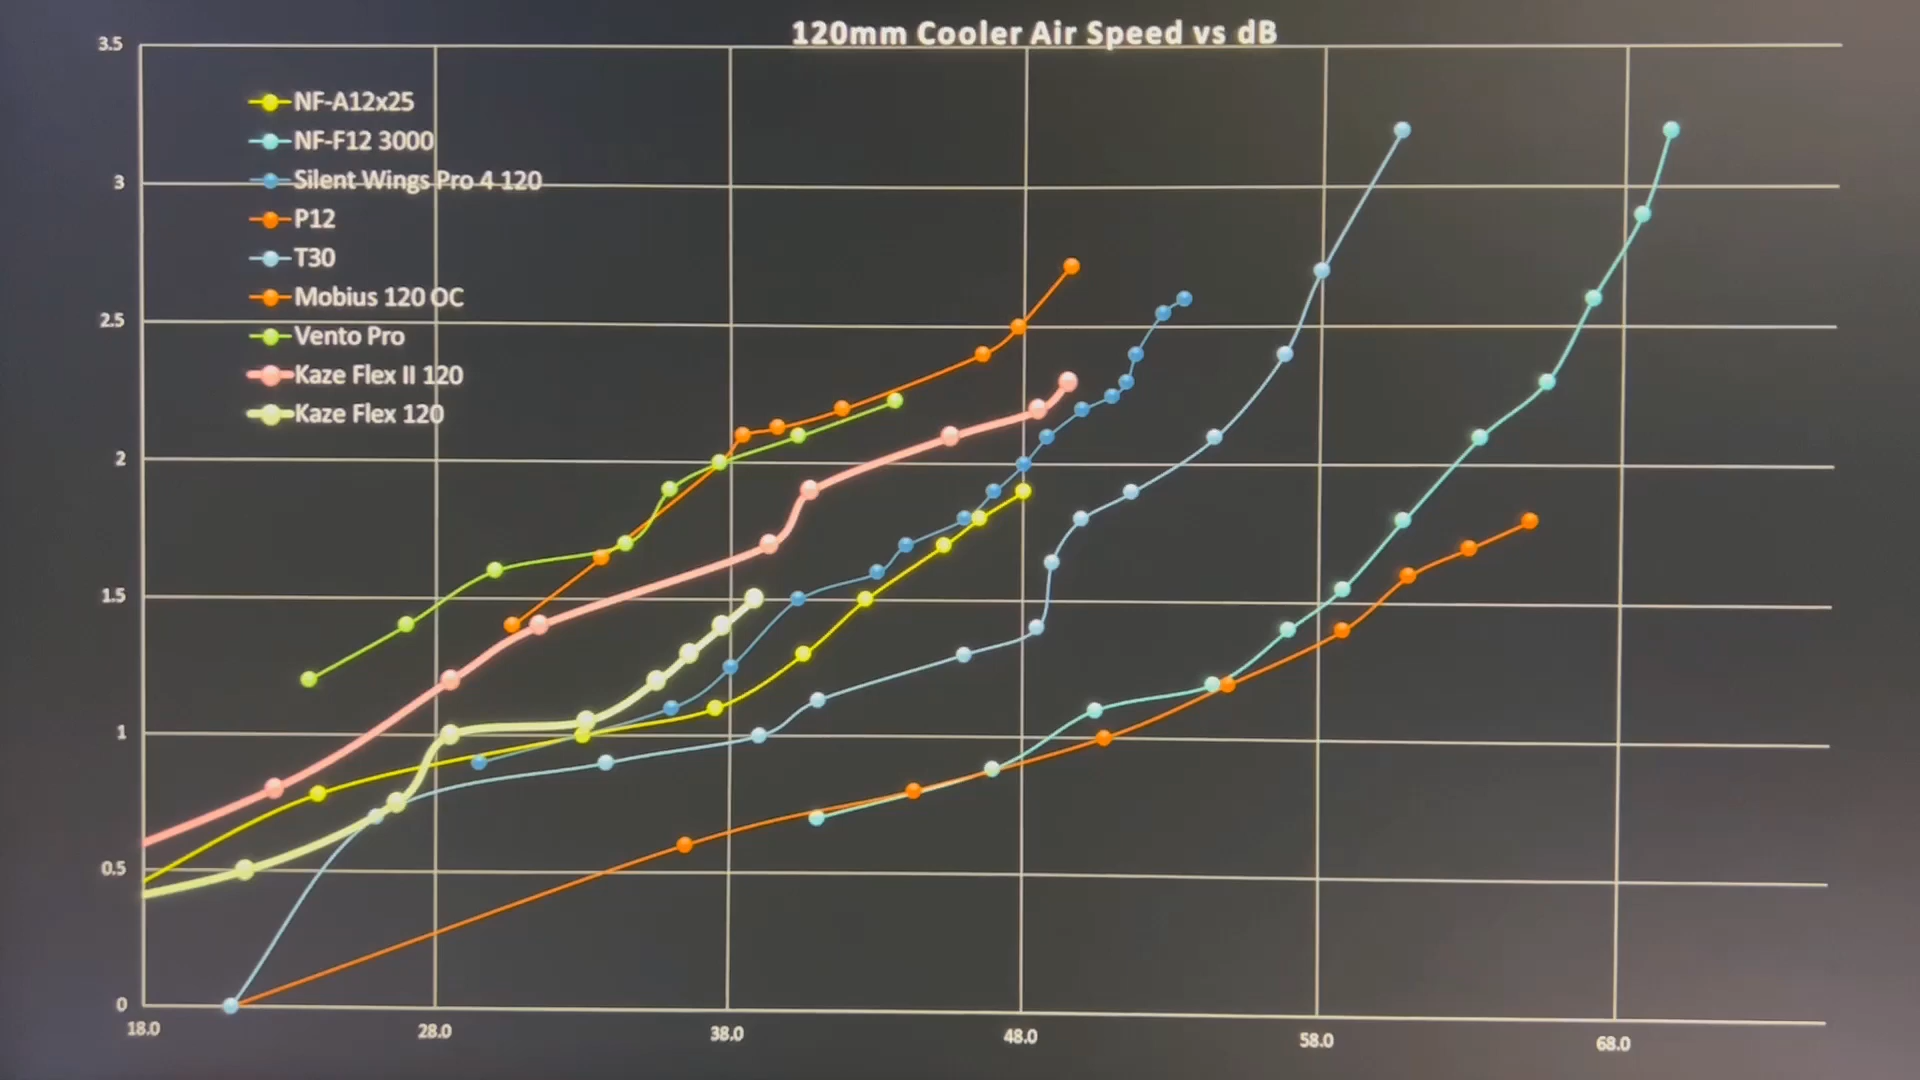 120mm Cooler Air Speed vs dB
3.5
3
2.5
2
1.5
1
0.5
0
NF-A12x25
NF-F12 3000
Silent Wings Pro 4 120
P12
T30
Mobius 120 OC
Vento Pro
Kaze Flex II 120
Kaze Flex 120
18.0
28.0
38.0
48.0
58.0
68.0